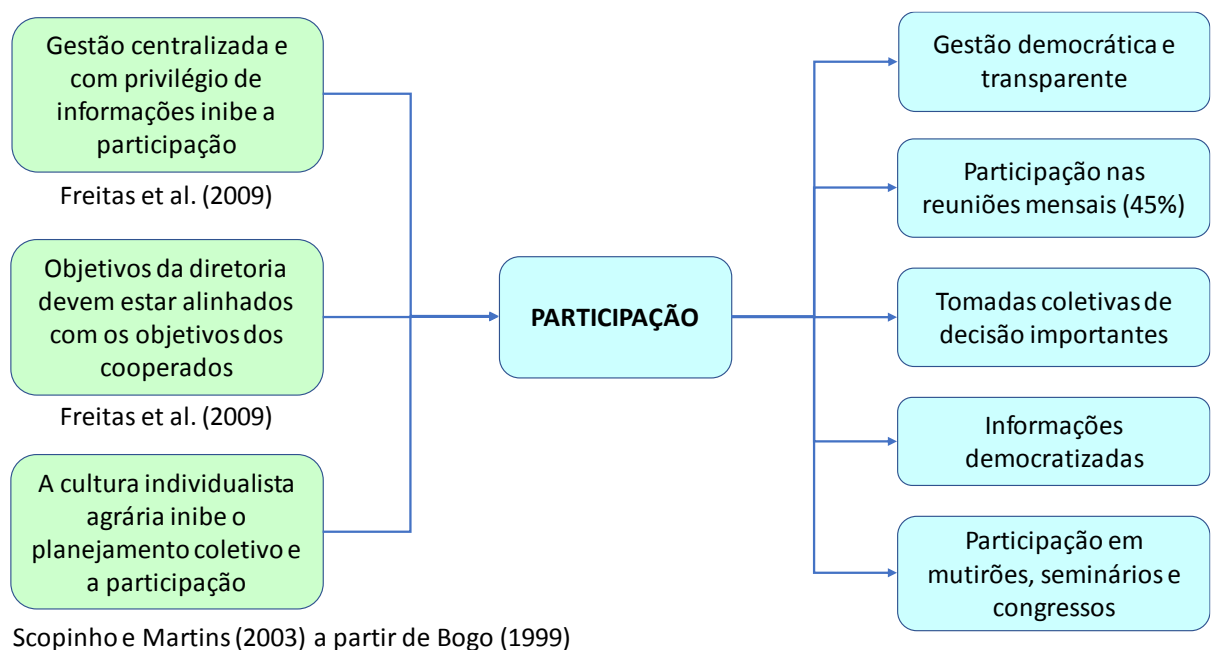 Gestão centralizada e
com privilégio de
informações inibe a
participação
Freitas et al. (2009)
Objetivos da diretoria
devem estar alinhados
com os objetivos dos
cooperados
Freitas et al. (2009)
A cultura individualista
agrária inibe o
planejamento coletivo e
a participação
Scopinho e Martins (2003) a partir de Bogo (1999)
PARTICIPAÇÃO
Gestão democrática e
transparente
Participação nas
reuniões mensais (45%)
Tomadas coletivas de
decisão importantes
Informações
democratizadas
Participação em
mutirões, seminários e
congressos